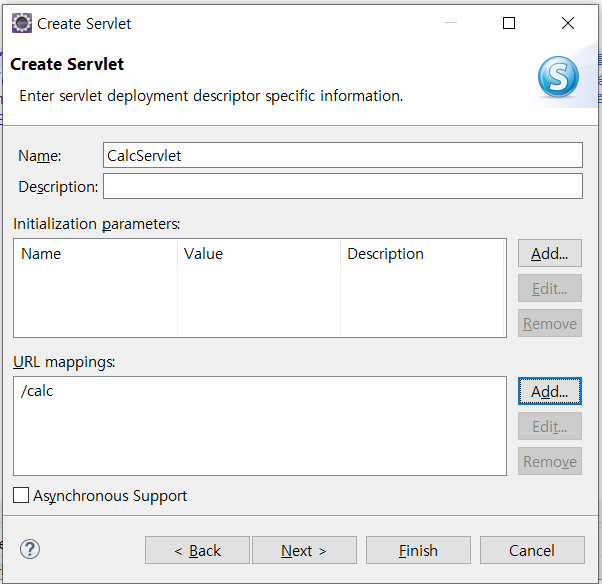 Create Servlet
Create Servlet
Enter servlet deployment descriptor specific information.
S
Name: CalcServlet
Description:
Initialization parameters:
Name Value Description
Add...
Edit...
Remove
URL mappings:
/calc
Add...
Edit...
Remove
Asynchronous Support
? < Back Next > Finish Cancel